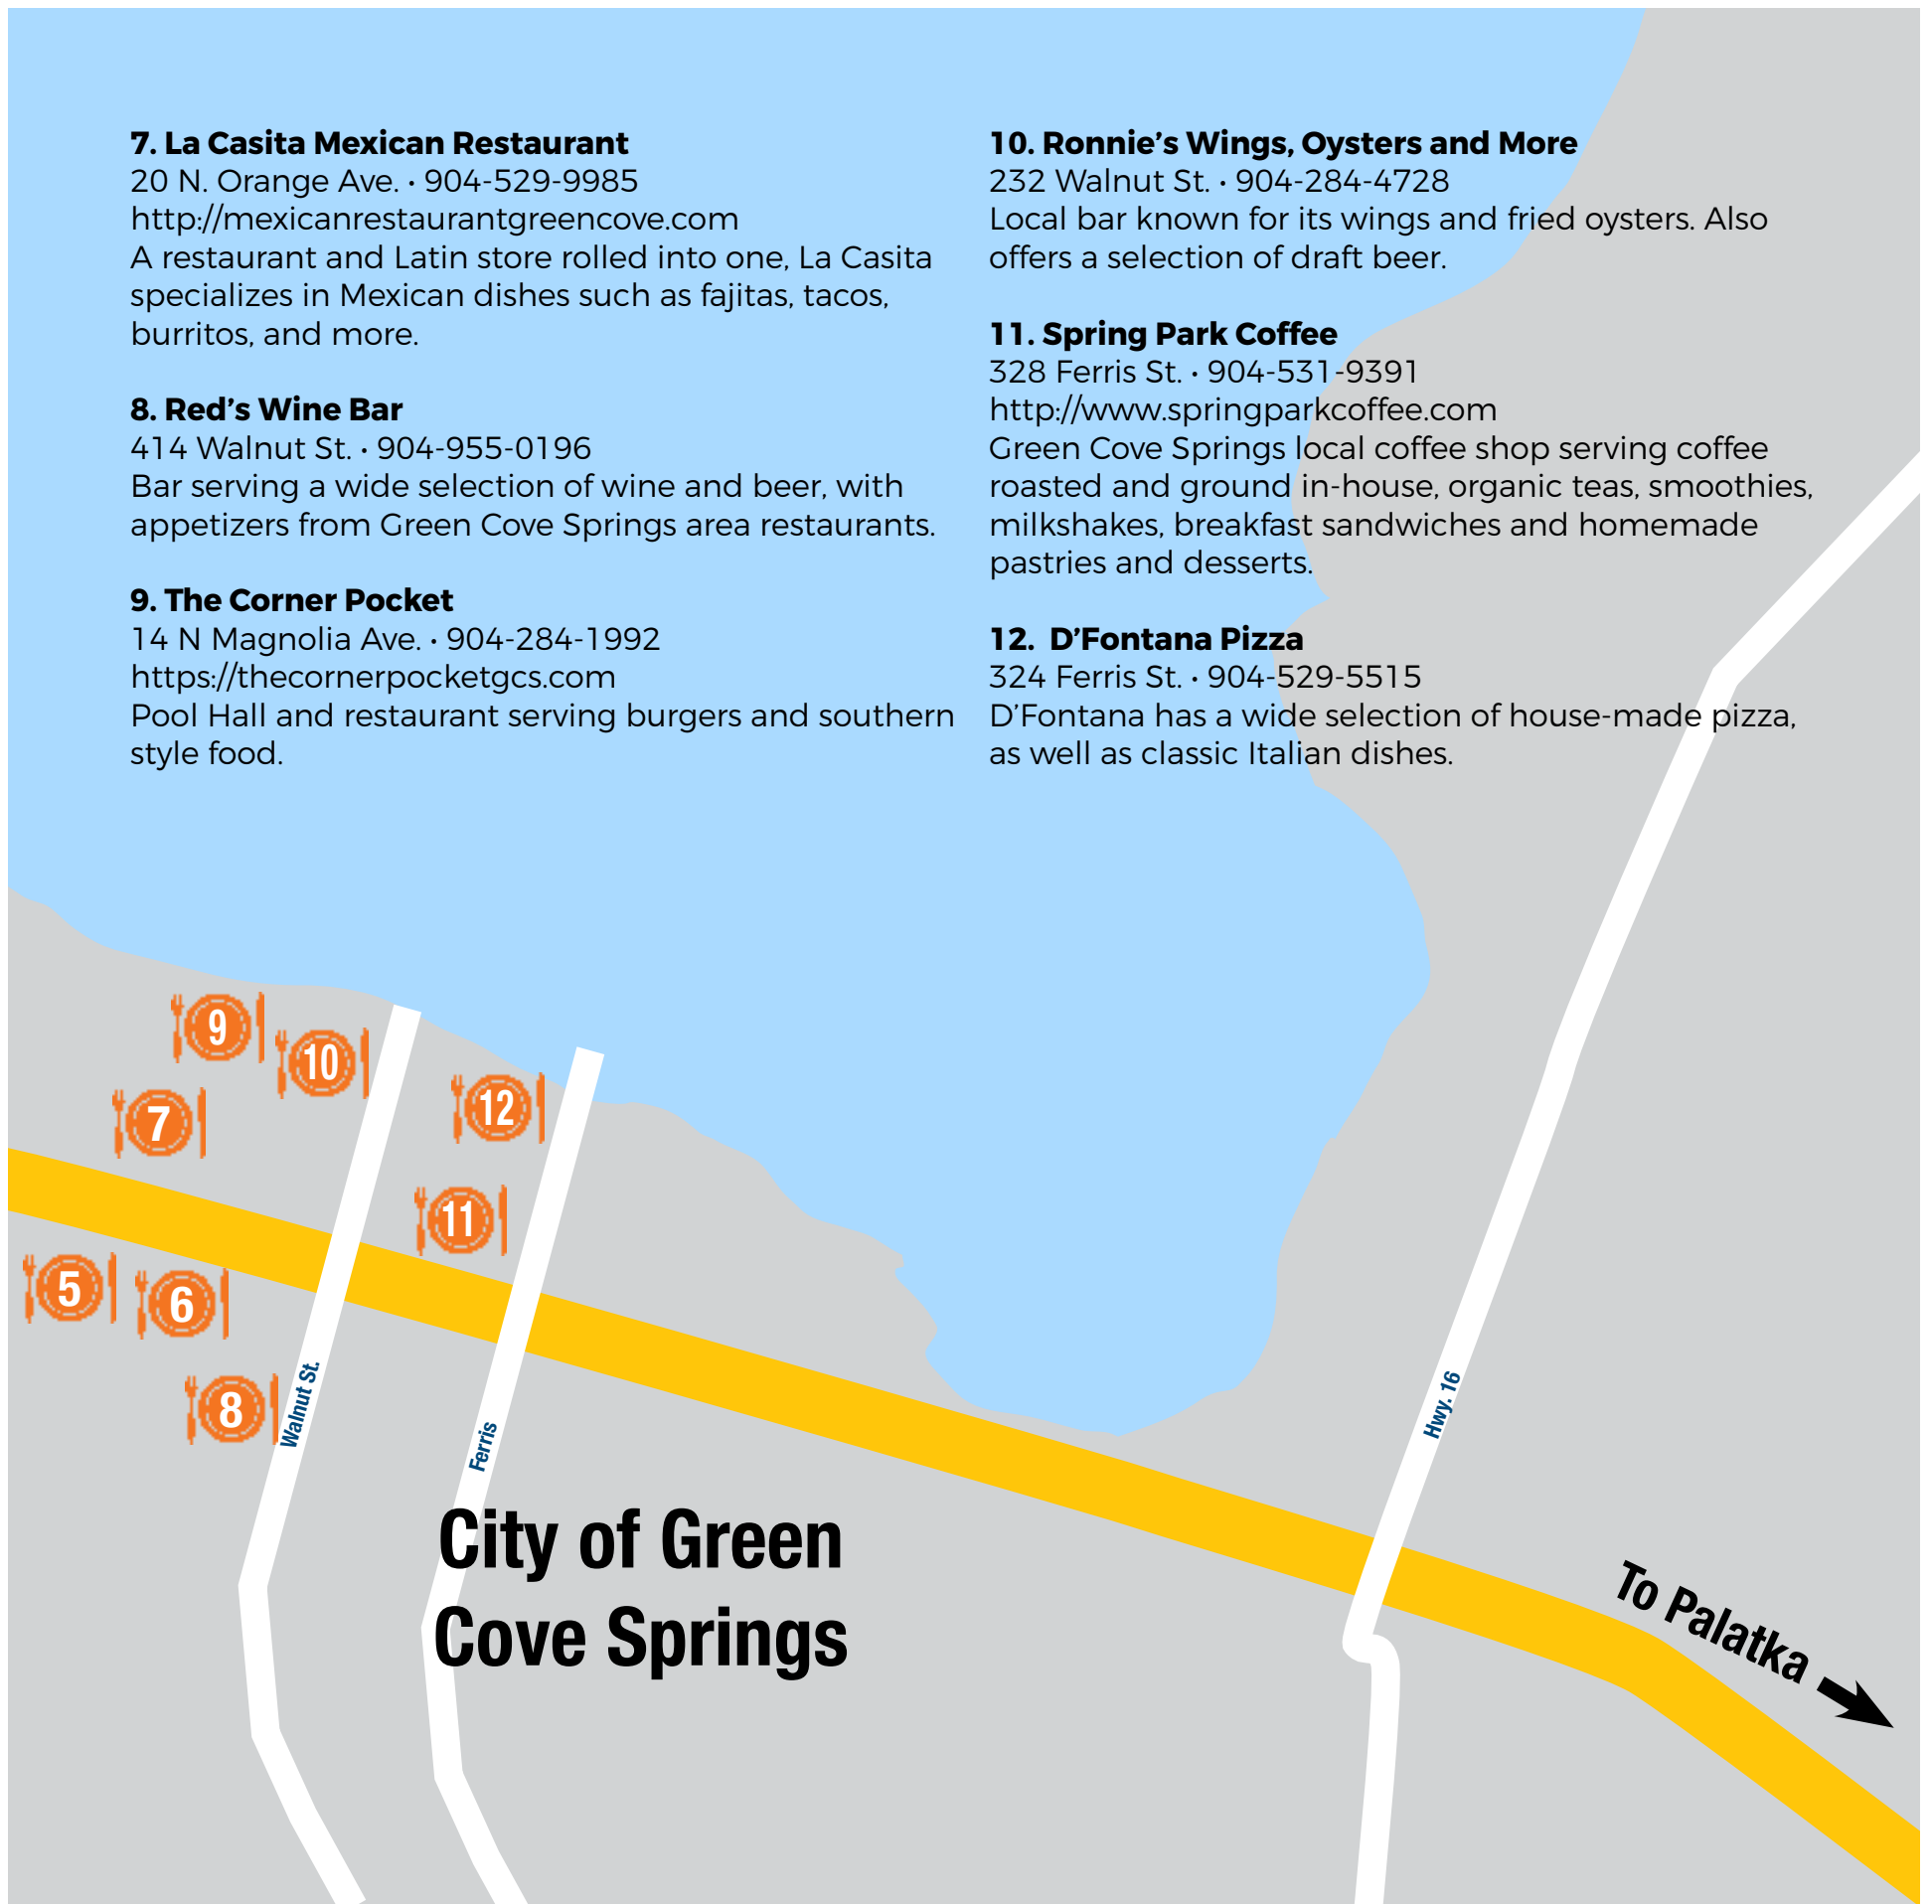 7. La Casita Mexican Restaurant
20 N. Orange Ave. • 904-529-9985
http://mexicanrestaurantgreencove.com
A restaurant and Latin store rolled into one, La Casita
specializes in Mexican dishes such as fajitas, tacos,
burritos, and more.
8. Red’s Wine Bar
414 Walnut St. • 904-955-0196
Bar serving a wide selection of wine and beer, with
appetizers from Green Cove Springs area restaurants.
9. The Corner Pocket
14 N Magnolia Ave. • 904-284-1992
https://thecornerpocketgcs.com
Pool Hall and restaurant serving burgers and southern
style food.
10. Ronnie’s Wings, Oysters and More
232 Walnut St. • 904-284-4728
Local bar known for its wings and fried oysters. Also
offers a selection of draft beer.
11. Spring Park Coffee
328 Ferris St. • 904-531-9391
http://www.springparkcoffee.com
Green Cove Springs local coffee shop serving coffee
roasted and ground in-house, organic teas, smoothies,
milkshakes, breakfast sandwiches and homemade
pastries and desserts.
12. D’Fontana Pizza
324 Ferris St. • 904-529-5515
D’Fontana has a wide selection of house-made pizza,
as well as classic Italian dishes.
9
10
12
7
11
5
6
8
Walnut St.
Ferris
Hwy. 16
City of Green
Cove Springs
To Palatka